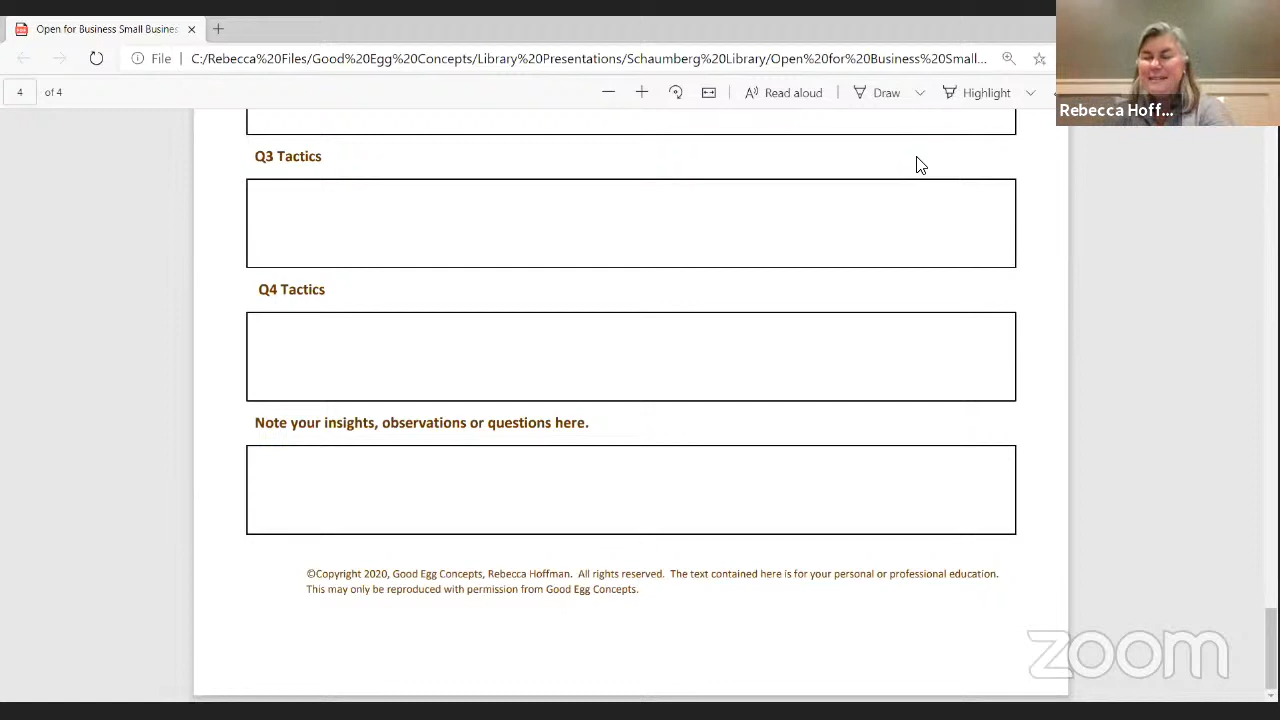 Open for Business Small Busines
File
C:/Rebecca%20Files/Good%20Egg%20Concepts/Library%20Presentations/Schaumberg%20Library/Open%20for%20Business%20Small...
4 of 4
Read aloud
Draw
Highlight
Rebecca Hoff...
Q3 Tactics
Q4 Tactics
Note your insights, observations or questions here.
©Copyright 2020, Good Egg Concepts, Rebecca Hoffman. All rights reserved. The text contained here is for your personal or professional education.
This may only be reproduced with permission from Good Egg Concepts.
zoom